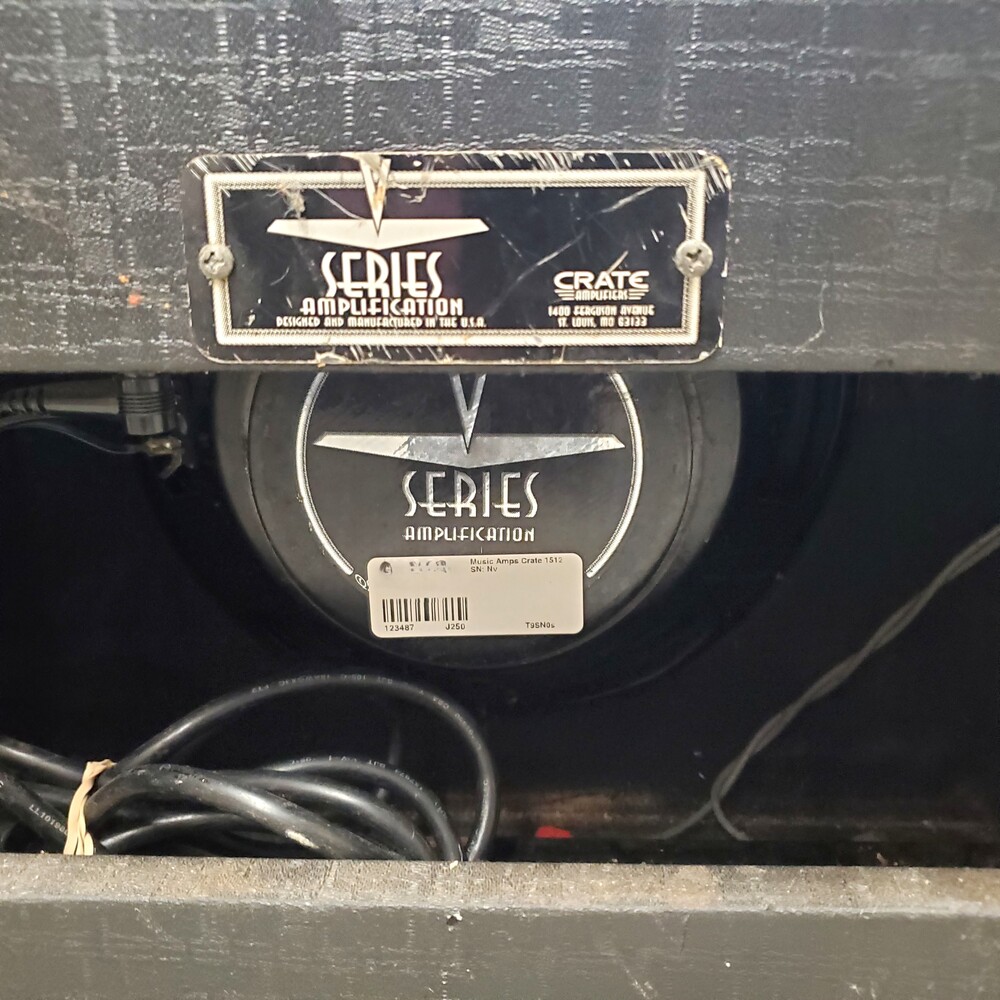 V
SERIES
AMPLIFICATION
DESIGNED AND MANUFACTURED IN THE U.S.A.
CRATE
AMPLIFIERS
1400 FERGUSON AVENUE
ST. LOUIS, MO 63133
V
SERIES
AMPLIFICATION
Music Amps Crate 1512
SN: Nv
123487 J250